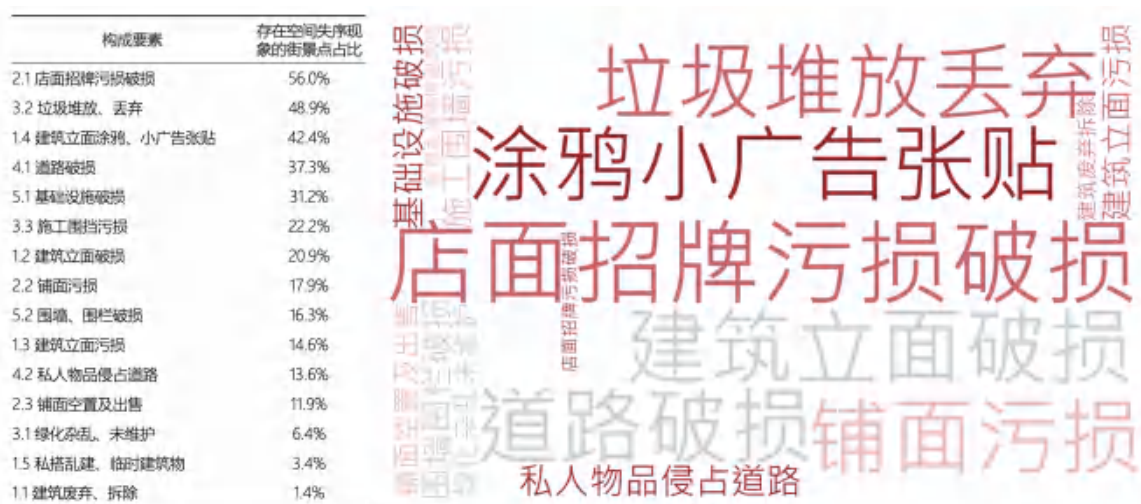 构成要素 存在空间失序现象的街景点占比
2.1 店面招牌污损破损 56.0%
3.2 垃圾堆放、丢弃 48.9%
1.4 建筑立面涂鸦、小广告张贴 42.4%
4.1 道路破损 37.3%
5.1 基础设施破损 31.2%
3.3 施工围挡污损 22.2%
1.2 建筑立面破损 20.9%
2.2 铺面污损 17.9%
5.2 围墙、围栏破损 16.3%
1.3 建筑立面污损 14.6%
4.2 私人物品侵占道路 13.6%
2.3 铺面空置及出售 11.9%
3.1 绿化杂乱、未维护 6.4%
1.5 私搭乱建、临时建筑物 3.4%
1.1 建筑废弃、拆除 1.4%
基础设施破损
施工围墙污损
垃圾堆放丢弃
建筑立面污损
建筑废弃拆除
涂鸦小广告张贴
店面招牌污损破损
店面招牌污损破损
建筑立面破损
道路破损
铺面污损
铺面空置及出售
私人物品侵占道路